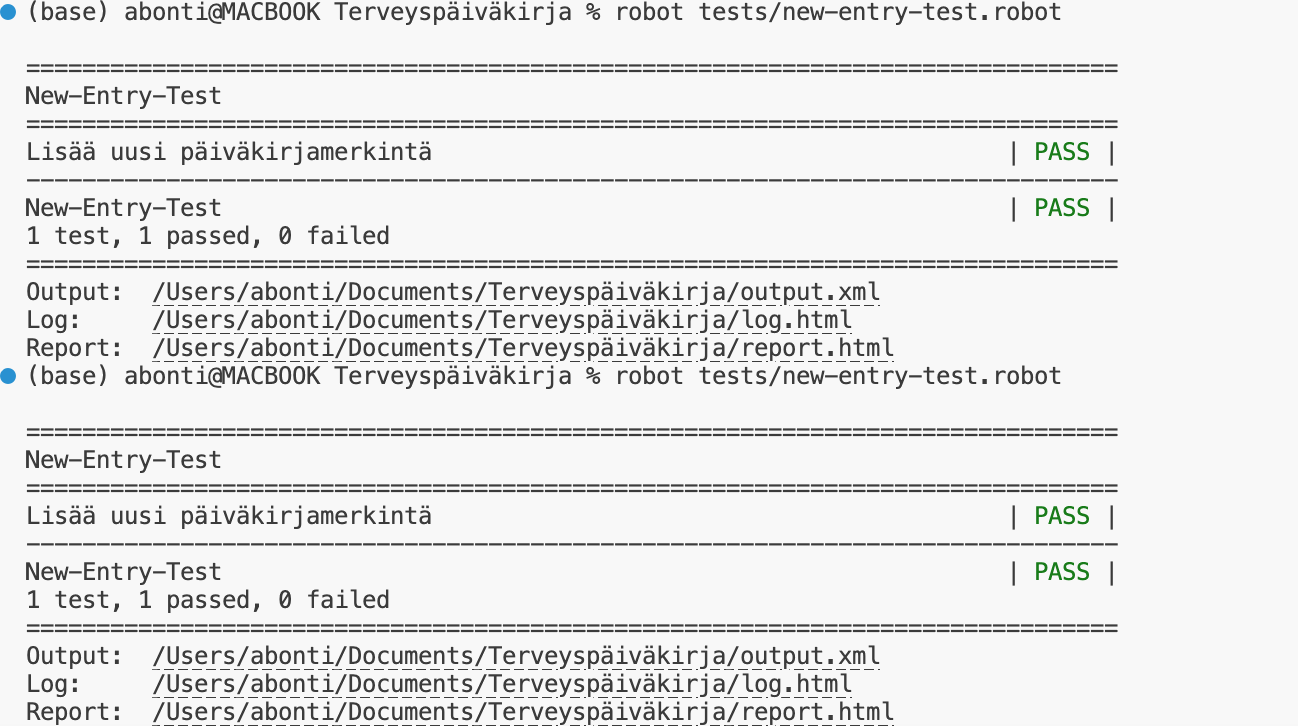 (base) abonti@MACBOOK Terveyspäiväkirja % robot tests/new-entry-test.robot
==============================================================================
New-Entry-Test
==============================================================================
Lisää uusi päiväkirjamerkintä | PASS |
------------------------------------------------------------------------------
New-Entry-Test | PASS |
1 test, 1 passed, 0 failed
==============================================================================
Output: /Users/abonti/Documents/Terveyspäiväkirja/output.xml
Log: /Users/abonti/Documents/Terveyspäiväkirja/log.html
Report: /Users/abonti/Documents/Terveyspäiväkirja/report.html
(base) abonti@MACBOOK Terveyspäiväkirja % robot tests/new-entry-test.robot
==============================================================================
New-Entry-Test
==============================================================================
Lisää uusi päiväkirjamerkintä | PASS |
------------------------------------------------------------------------------
New-Entry-Test | PASS |
1 test, 1 passed, 0 failed
==============================================================================
Output: /Users/abonti/Documents/Terveyspäiväkirja/output.xml
Log: /Users/abonti/Documents/Terveyspäiväkirja/log.html
Report: /Users/abonti/Documents/Terveyspäiväkirja/report.html